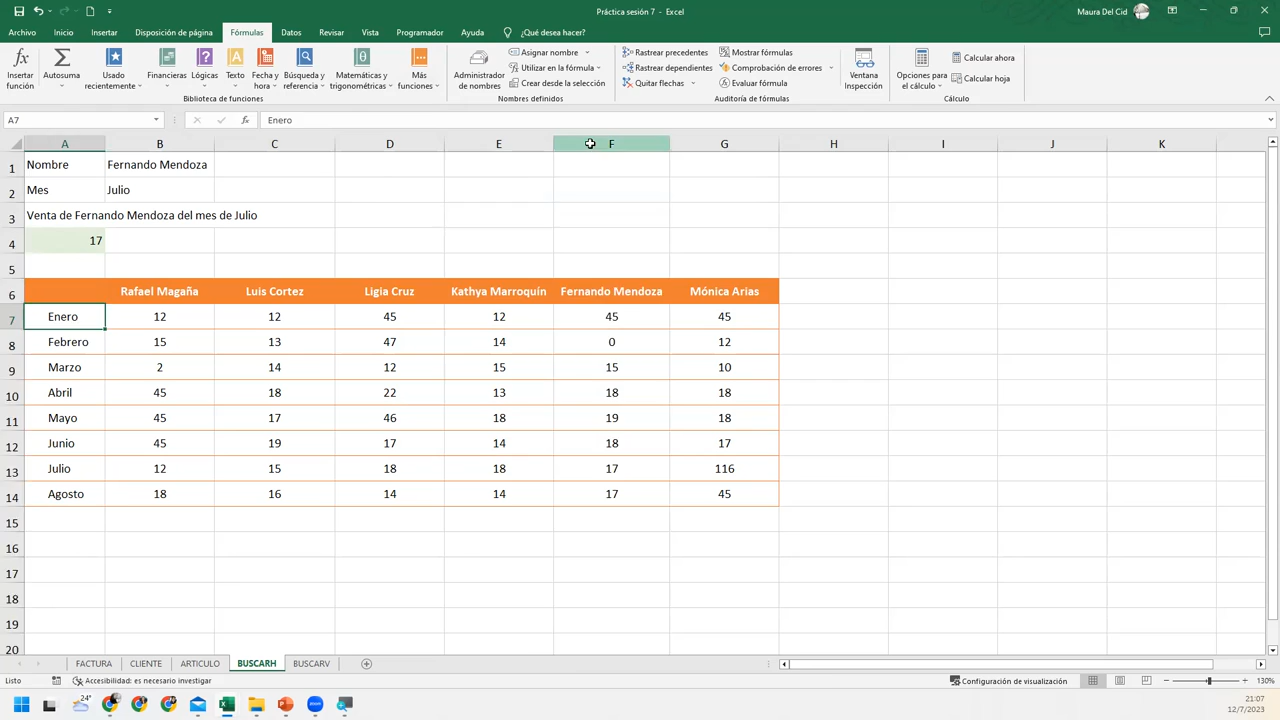 Práctica sesión 7 - Excel
Maura Del Cid
Archivo Inicio Insertar Disposición de página Fórmulas Datos Revisar Vista Programador Ayuda ¿Qué desea hacer?
Insertar función
Autosuma
Usado recientemente
Financieras
Lógicas
Texto
Fecha y hora
Búsqueda y referencia
Matemáticas y trigonométricas
Más funciones
Biblioteca de funciones
Administrador de nombres
Asignar nombre
Utilizar en la fórmula
Crear desde la selección
Nombres definidos
Rastrear precedentes
Rastrear dependientes
Quitar flechas
Mostrar fórmulas
Comprobación de errores
Evaluar fórmula
Auditoría de fórmulas
Ventana Inspección
Opciones para el cálculo
Calcular ahora
Calcular hoja
Cálculo
A7 fx Enero
A B C D E F G H I J K
1 Nombre Fernando Mendoza
2 Mes Julio
3 Venta de Fernando Mendoza del mes de Julio
4 17
5
6 Rafael Magaña Luis Cortez Ligia Cruz Kathya Marroquín Fernando Mendoza Mónica Arias
7 Enero 12 12 45 12 45 45
8 Febrero 15 13 47 14 0 12
9 Marzo 2 14 12 15 15 10
10 Abril 45 18 22 13 18 18
11 Mayo 45 17 46 18 19 18
12 Junio 45 19 17 14 18 17
13 Julio 12 15 18 18 17 116
14 Agosto 18 16 14 14 17 45
15
16
17
18
19
20
FACTURA CLIENTE ARTICULO BUSCARH BUSCARV
Listo Accesibilidad: es necesario investigar Configuración de visualización 130%
24°
21:07
12/7/2023